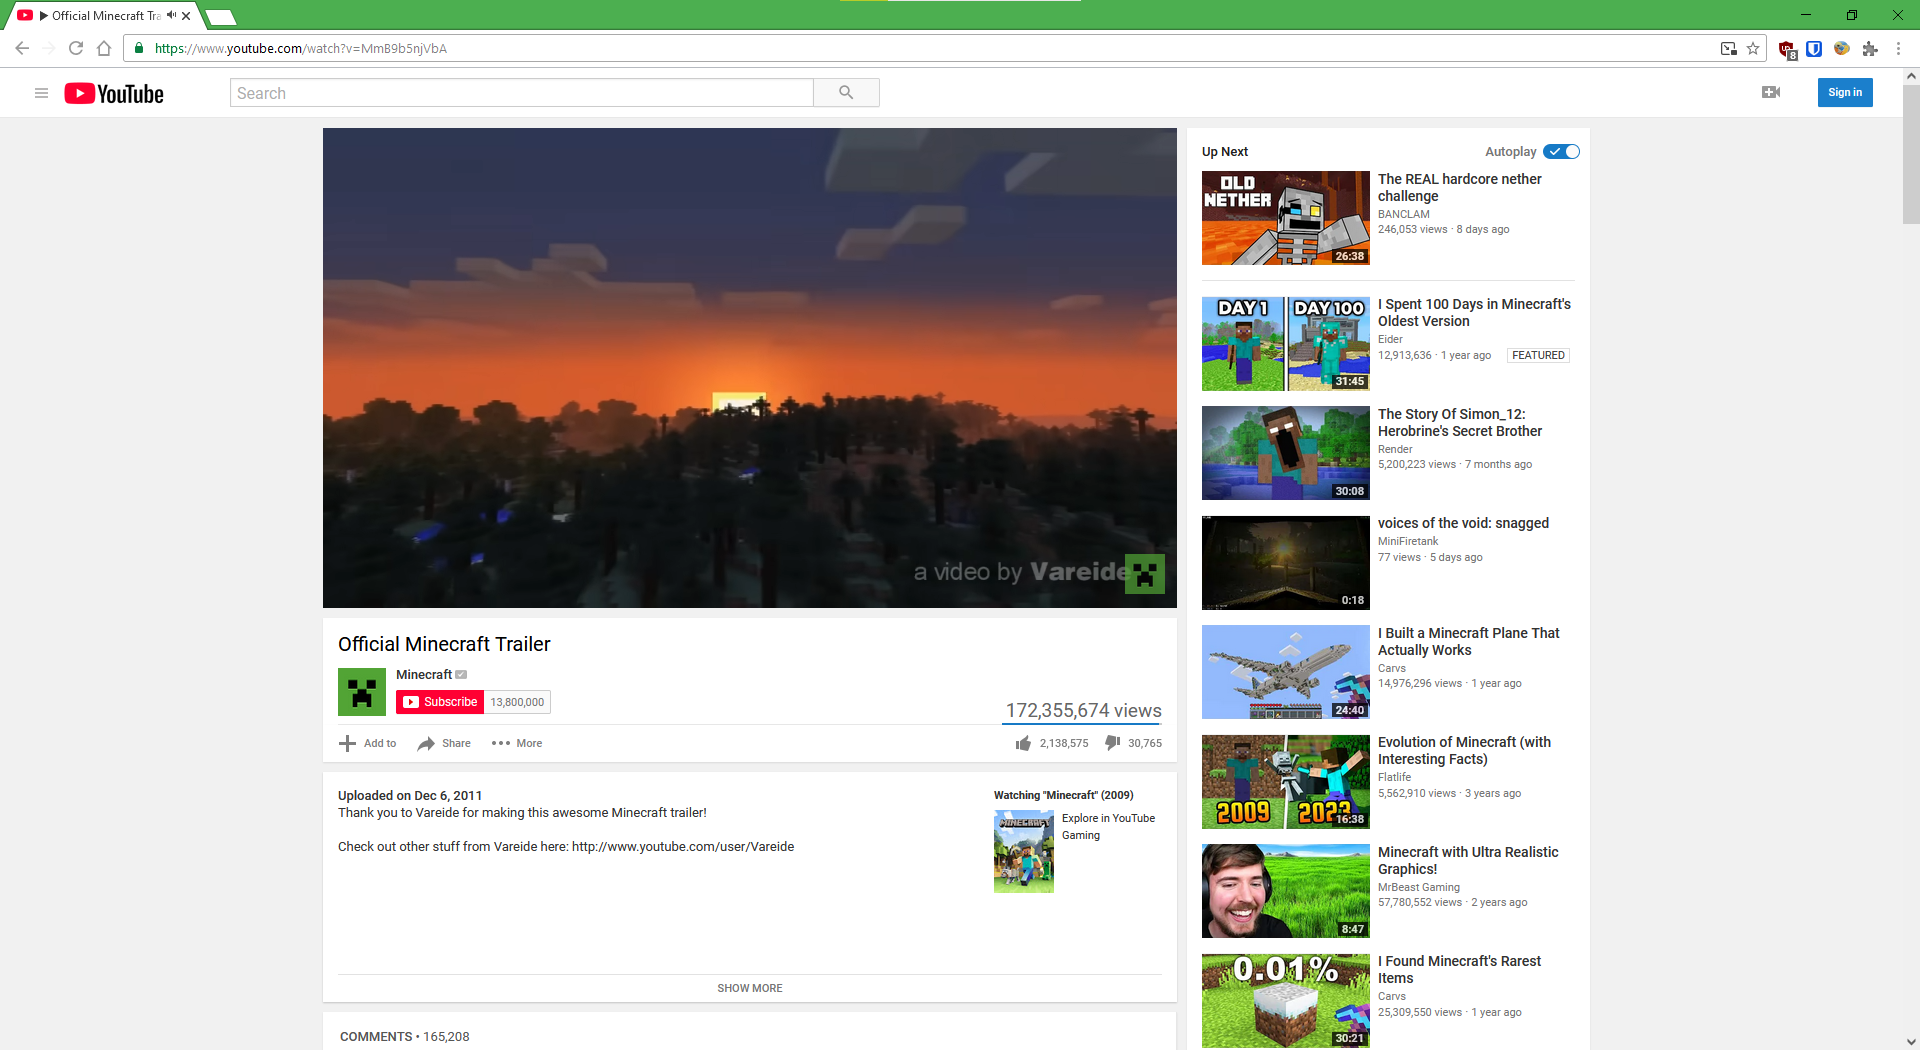 Official Minecraft Tra
https://www.youtube.com/watch?v=MmB9b5njVbA
8
YouTube
Search
Sign in
a video by Vareide
Official Minecraft Trailer
Minecraft
Subscribe 13,800,000
172,355,674 views
Add to Share More 2,138,575 30,765
Uploaded on Dec 6, 2011
Thank you to Vareide for making this awesome Minecraft trailer!
Check out other stuff from Vareide here: http://www.youtube.com/user/Vareide
Watching "Minecraft" (2009)
MINECRAFT
Explore in YouTube
Gaming
SHOW MORE
COMMENTS • 165,208
Up Next Autoplay
OLD
NETHER
26:38
The REAL hardcore nether
challenge
BANCLAM
246,053 views · 8 days ago
DAY 1 DAY 100
31:45
I Spent 100 Days in Minecraft's
Oldest Version
Eider
12,913,636 · 1 year ago FEATURED
30:08
The Story Of Simon_12:
Herobrine's Secret Brother
Render
5,200,223 views · 7 months ago
0:18
voices of the void: snagged
MiniFiretank
77 views · 5 days ago
24:40
I Built a Minecraft Plane That
Actually Works
Carvs
14,976,296 views · 1 year ago
2009 2023
16:38
Evolution of Minecraft (with
Interesting Facts)
Flatlife
5,562,910 views · 3 years ago
8:47
Minecraft with Ultra Realistic
Graphics!
MrBeast Gaming
57,780,552 views · 2 years ago
0.01%
30:21
I Found Minecraft's Rarest
Items
Carvs
25,309,550 views · 1 year ago